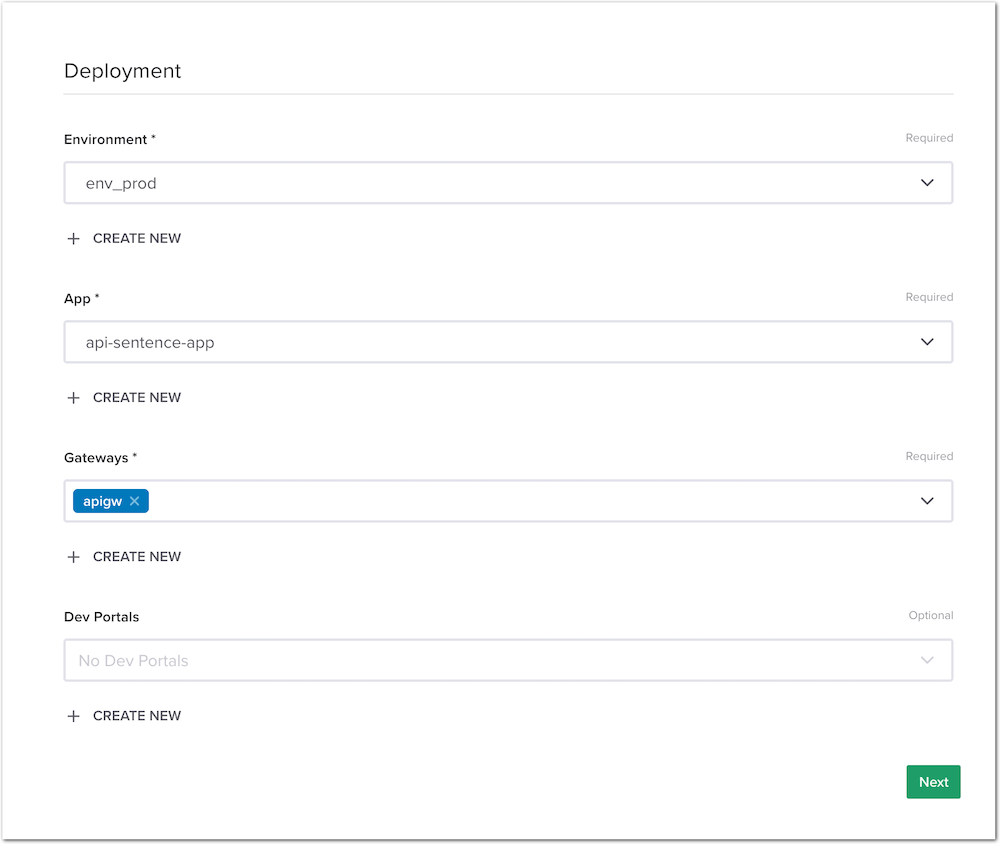 Deployment
Environment * Required
env_prod
CREATE NEW
App * Required
api-sentence-app
CREATE NEW
Gateways * Required
apigw
CREATE NEW
Dev Portals Optional
No Dev Portals
CREATE NEW
Next